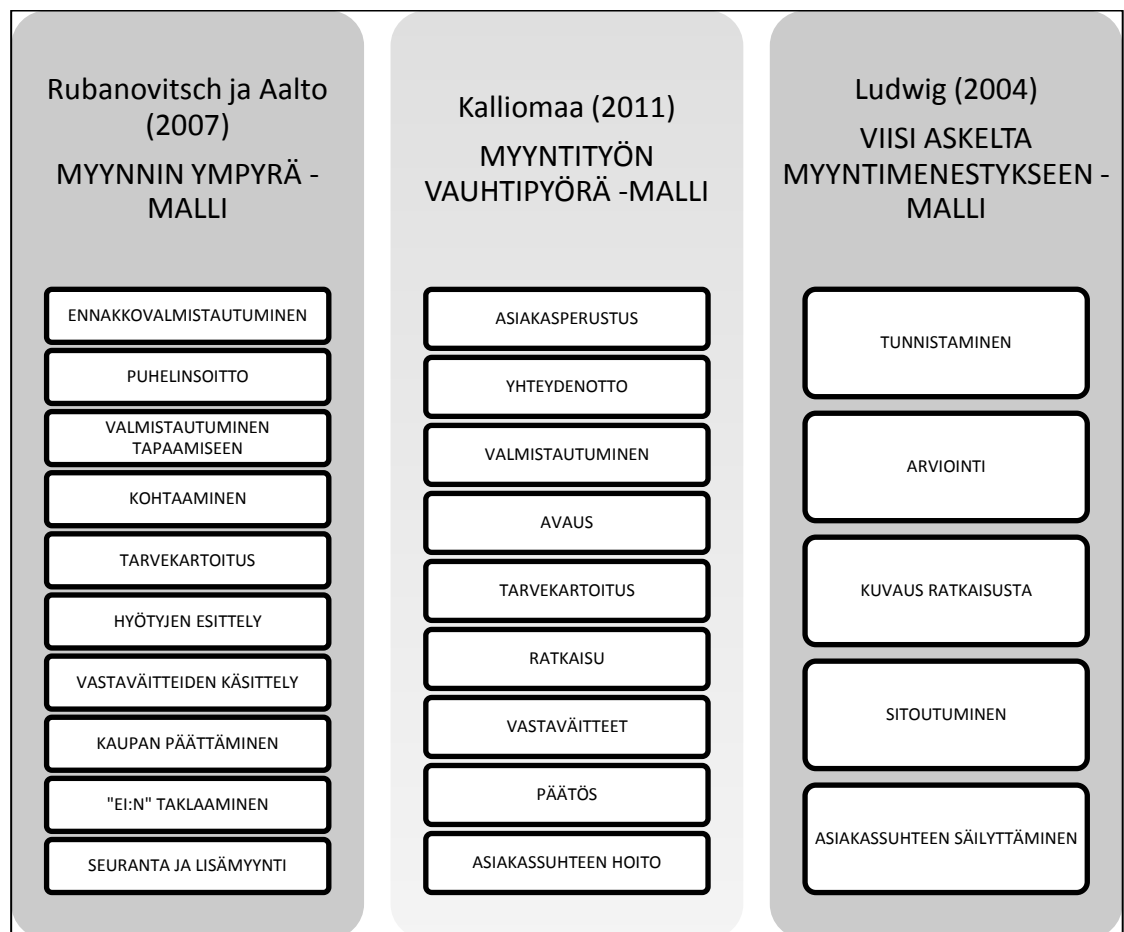 Rubanovitsch ja Aalto
(2007)
MYYNNIN YMPYRÄ -
MALLI
ENNAKKOVALMISTAUTUMINEN
PUHELINSOITTO
VALMISTAUTUMINEN
TAPAAMISEEN
KOHTAAMINEN
TARVEKARTOITUS
HYÖTYJEN ESITTELY
VASTAVÄITTEIDEN KÄSITTELY
KAUPAN PÄÄTTÄMINEN
"EI:N" TAKLAAMINEN
SEURANTA JA LISÄMYYNTI
Kalliomaa (2011)
MYYNTITYÖN
VAUHTIPYÖRÄ -MALLI
ASIAKASPERUSTUS
YHTEYDENOTTO
VALMISTAUTUMINEN
AVAUS
TARVEKARTOITUS
RATKAISU
VASTAVÄITTEET
PÄÄTÖS
ASIAKASSUHTEEN HOITO
Ludwig (2004)
VIISI ASKELTA
MYYNTIMENESTYKSEEN -
MALLI
TUNNISTAMINEN
ARVIOINTI
KUVAUS RATKAISUSTA
SITOUTUMINEN
ASIAKASSUHTEEN SÄILYTTÄMINEN